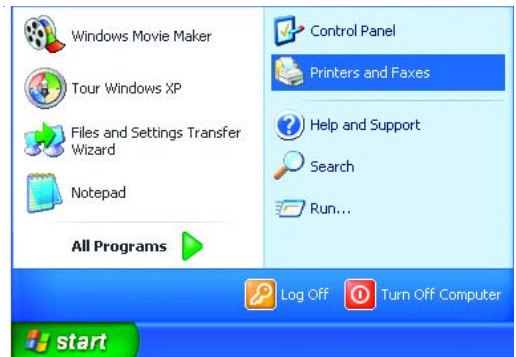 Windows Movie Maker
Tour Windows XP
Files and Settings Transfer
Wizard
Notepad
All Programs
Control Panel
Printers and Faxes
Help and Support
Search
Run...
Log Off
Turn Off Computer
start